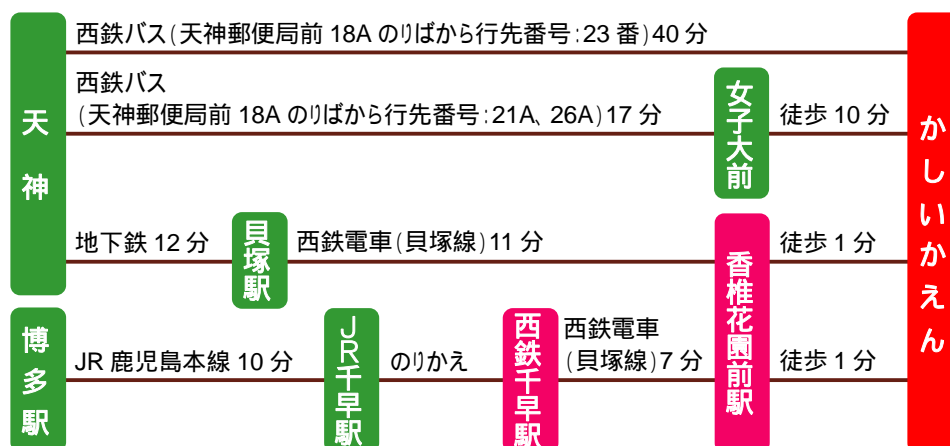 天神
西鉄バス(天神郵便局前 18A のりばから行先番号:23 番)40 分
西鉄バス
(天神郵便局前 18A のりばから行先番号:21A、26A)17 分
女子大前
徒歩 10 分
地下鉄 12 分
貝塚駅
西鉄電車(貝塚線)11 分
香椎花園前駅
徒歩 1 分
博多駅
JR 鹿児島本線 10 分
JR千早駅
のりかえ
西鉄千早駅
西鉄電車
(貝塚線)7 分
徒歩 1 分
かしいかえん